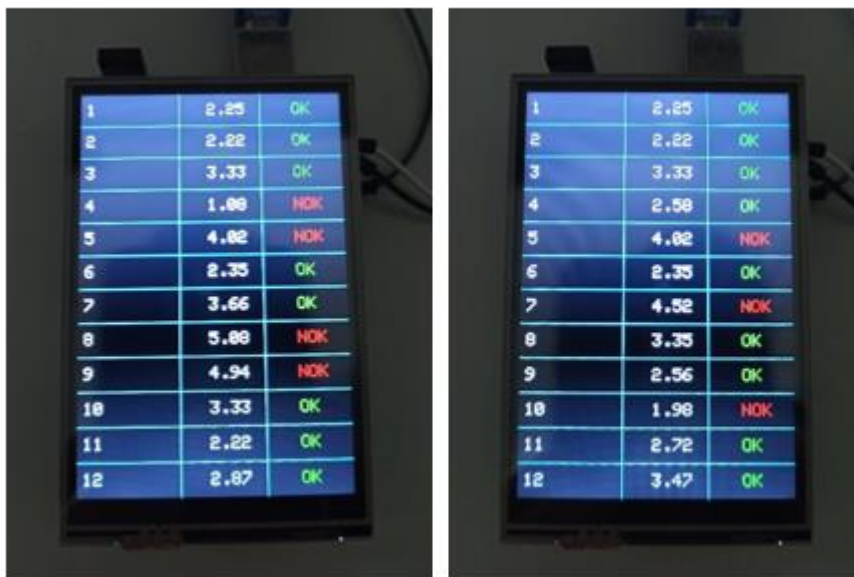 1 2.25 OK
2 2.22 OK
3 3.33 OK
4 1.08 NOK
5 4.02 NOK
6 2.35 OK
7 3.66 OK
8 5.08 NOK
9 4.94 NOK
10 3.33 OK
11 2.22 OK
12 2.87 OK
1 2.25 OK
2 2.22 OK
3 3.33 OK
4 2.58 OK
5 4.02 NOK
6 2.35 OK
7 4.52 NOK
8 3.35 OK
9 2.56 OK
10 1.98 NOK
11 2.72 OK
12 3.47 OK